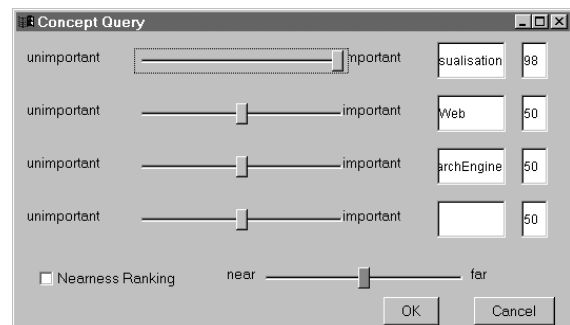 Concept Query
unimportant important sualisation 98
unimportant important Web 50
unimportant important archEngine 50
unimportant important 50
Nearness Ranking near far
OK Cancel